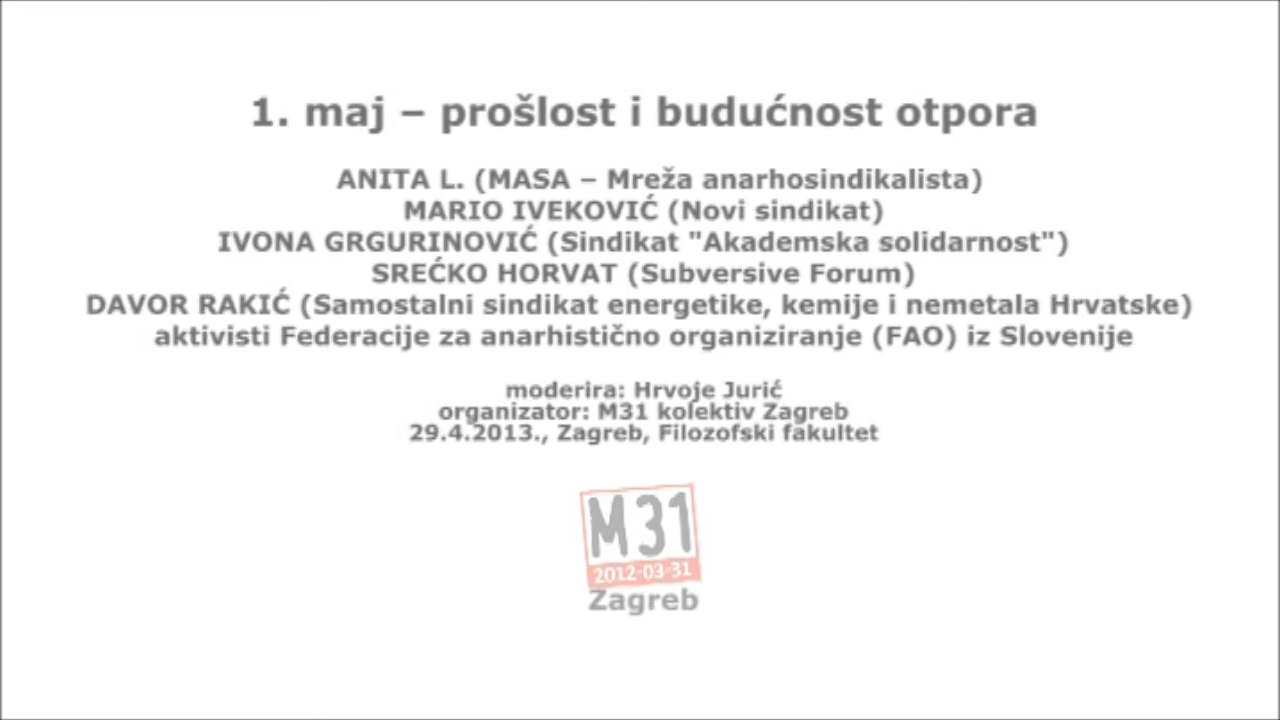 1. maj – prošlost i budućnost otpora
ANITA L. (MASA – Mreža anarhosindikalista)
MARIO IVEKOVIĆ (Novi sindikat)
IVONA GRGURINOVIĆ (Sindikat "Akademska solidarnost")
SREĆKO HORVAT (Subversive Forum)
DAVOR RAKIĆ (Samostalni sindikat energetike, kemije i nemetala Hrvatske)
aktivisti Federacije za anarhistično organiziranje (FAO) iz Slovenije
moderira: Hrvoje Jurić
organizator: M31 kolektiv Zagreb
29.4.2013., Zagreb, Filozofski fakultet
M31
2012-03-31
Zagreb